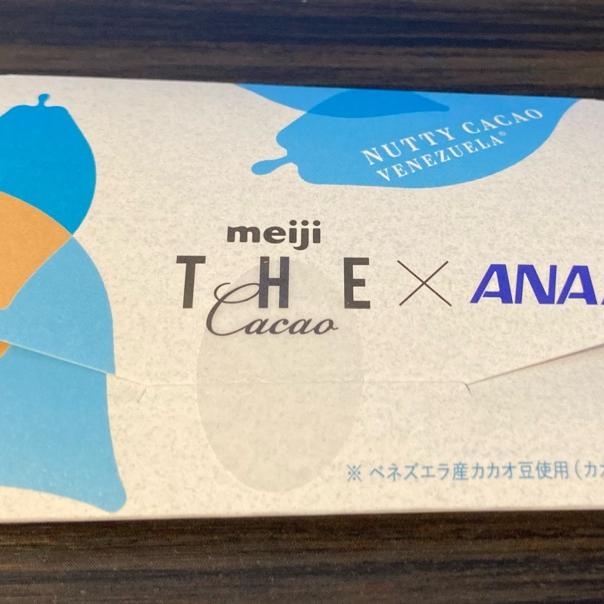 NUTTY CACAO
VENEZUELA®
meiji
THE × ANA
Cacao
※ ベネズエラ産カカオ豆使用(カカ